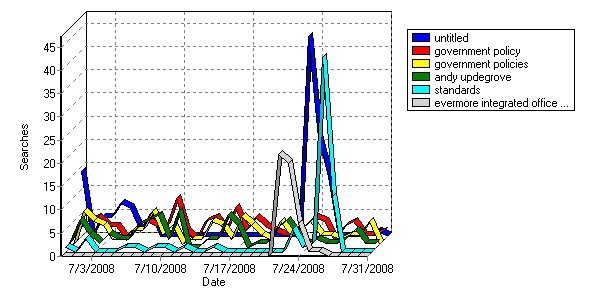 45
40
35
30
25
20
15
10
5
0
Searches
7/3/2008 7/10/2008 7/17/2008 7/24/2008 7/31/2008
Date
untitled
government policy
government policies
andy updegrove
standards
evermore integrated office ...